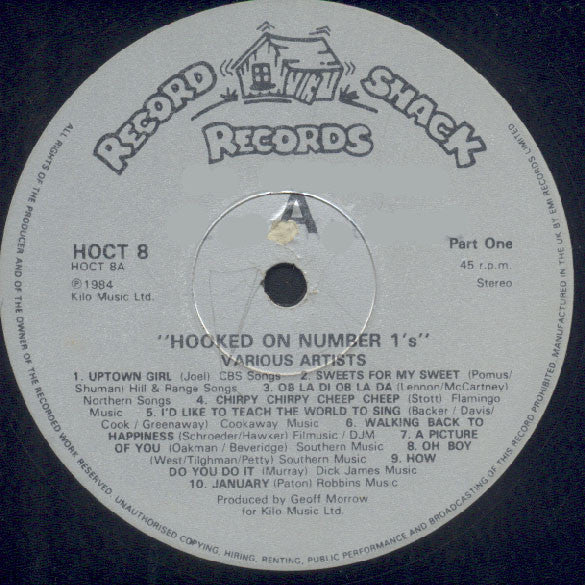 RECORD SHACK
RECORDS
A
HOCT 8
HOCT 8A
℗ 1984
Kilo Music Ltd.
Part One
45 r.p.m.
Stereo
"HOOKED ON NUMBER 1's"
VARIOUS ARTISTS
1. UPTOWN GIRL (Joel) CBS Songs 2. SWEETS FOR MY SWEET (Pomus/
Shumani Hill & Range Songs 3. OB LA DI OB LA DA (Lennon/McCartney)
Northern Songs 4. CHIRPY CHIRPY CHEEP CHEEP (Stott) Flamingo
Music 5. I'D LIKE TO TEACH THE WORLD TO SING (Backer / Davis/
Cook / Greenaway) Cookaway Music 6. WALKING BACK TO
HAPPINESS (Schroeder/Hawker) Filmusic / DJM 7. A PICTURE
OF YOU (Oakman / Beveridge) Southern Music 8. OH BOY
(West/Tilghman/Petty) Southern Music 9. HOW
DO YOU DO IT (Murray) Dick James Music
10. JANUARY (Paton) Robbins Music
Produced by Geoff Morrow
for Kilo Music Ltd.
ALL RIGHTS OF THE PRODUCER AND OF THE OWNER OF THE RECORDED WORK RESERVED. UNAUTHORISED COPYING, HIRING, RENTING, PUBLIC PERFORMANCE AND BROADCASTING OF THIS RECORD PROHIBITED. MANUFACTURED IN THE UK BY EMI RECORDS LIMITED